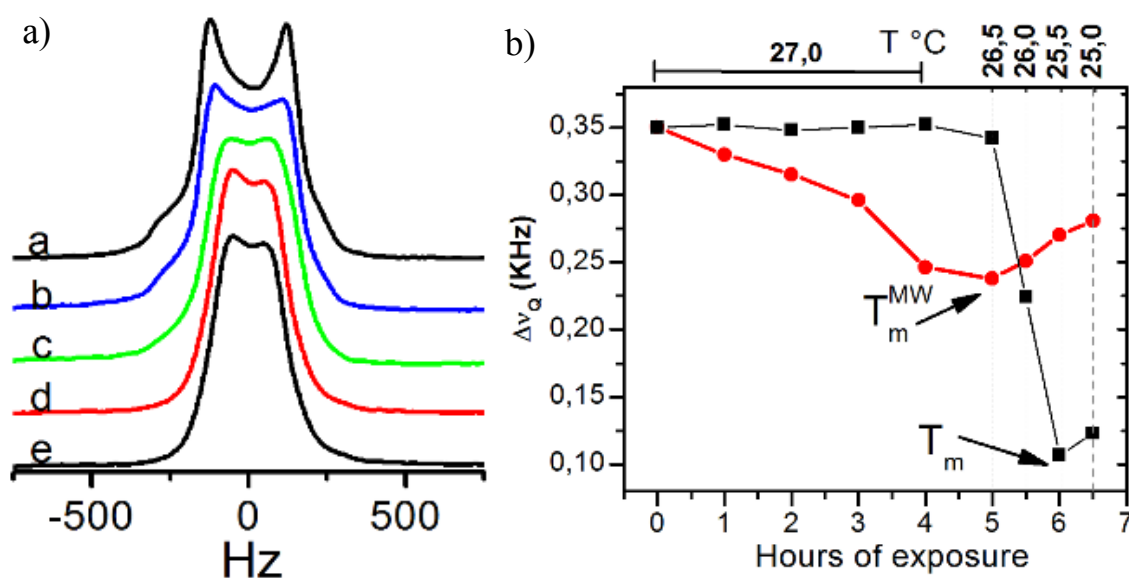 a)
a
b
c
d
e
-500 0 500
Hz
b)
T °C
27,0 26,5 26,0 25,5 25,0
0,35
0,30
0,25
0,20
0,15
0,10
Δν_Q (KHz)
T_m^MW
T_m
0 1 2 3 4 5 6 7
Hours of exposure